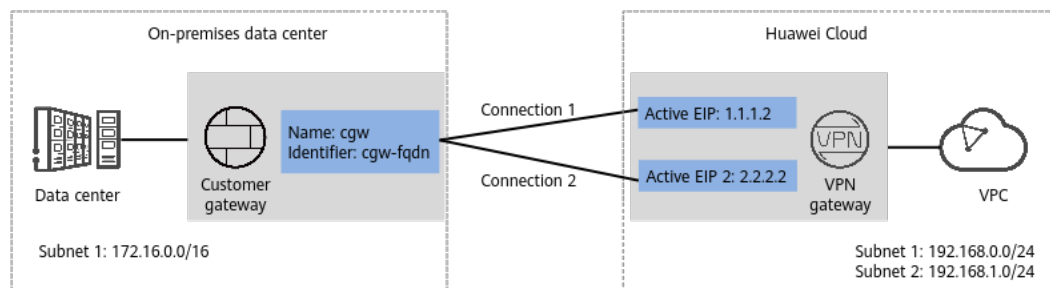 On-premises data center
Huawei Cloud
Connection 1
Active EIP: 1.1.1.2
Name: cgw
Identifier: cgw-fqdn
VPN
Connection 2
Active EIP 2: 2.2.2.2
Data center
Customer
gateway
VPN
gateway
VPC
Subnet 1: 172.16.0.0/16
Subnet 1: 192.168.0.0/24
Subnet 2: 192.168.1.0/24